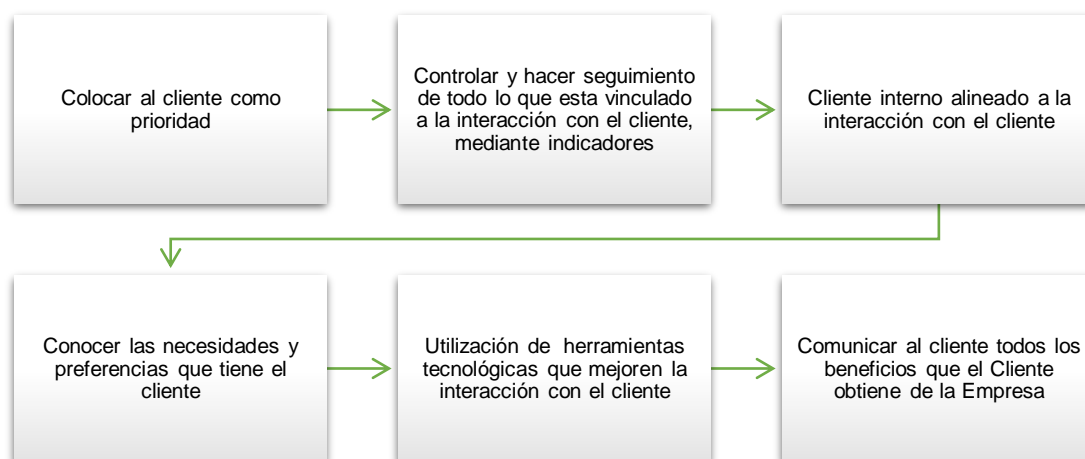 Colocar al cliente como
prioridad
Controlar y hacer seguimiento
de todo lo que esta vinculado
a la interacción con el cliente,
mediante indicadores
Cliente interno alineado a la
interacción con el cliente
Conocer las necesidades y
preferencias que tiene el
cliente
Utilización de herramientas
tecnológicas que mejoren la
interacción con el cliente
Comunicar al cliente todos los
beneficios que el Cliente
obtiene de la Empresa